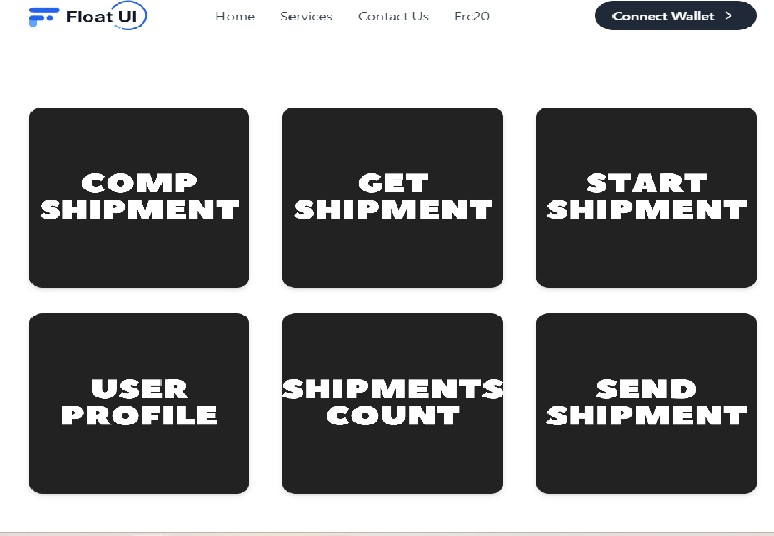 Float UI
Home Services Contact Us Erc20
Connect Wallet >
COMP
SHIPMENT
GET
SHIPMENT
START
SHIPMENT
USER
PROFILE
SHIPMENTS
COUNT
SEND
SHIPMENT